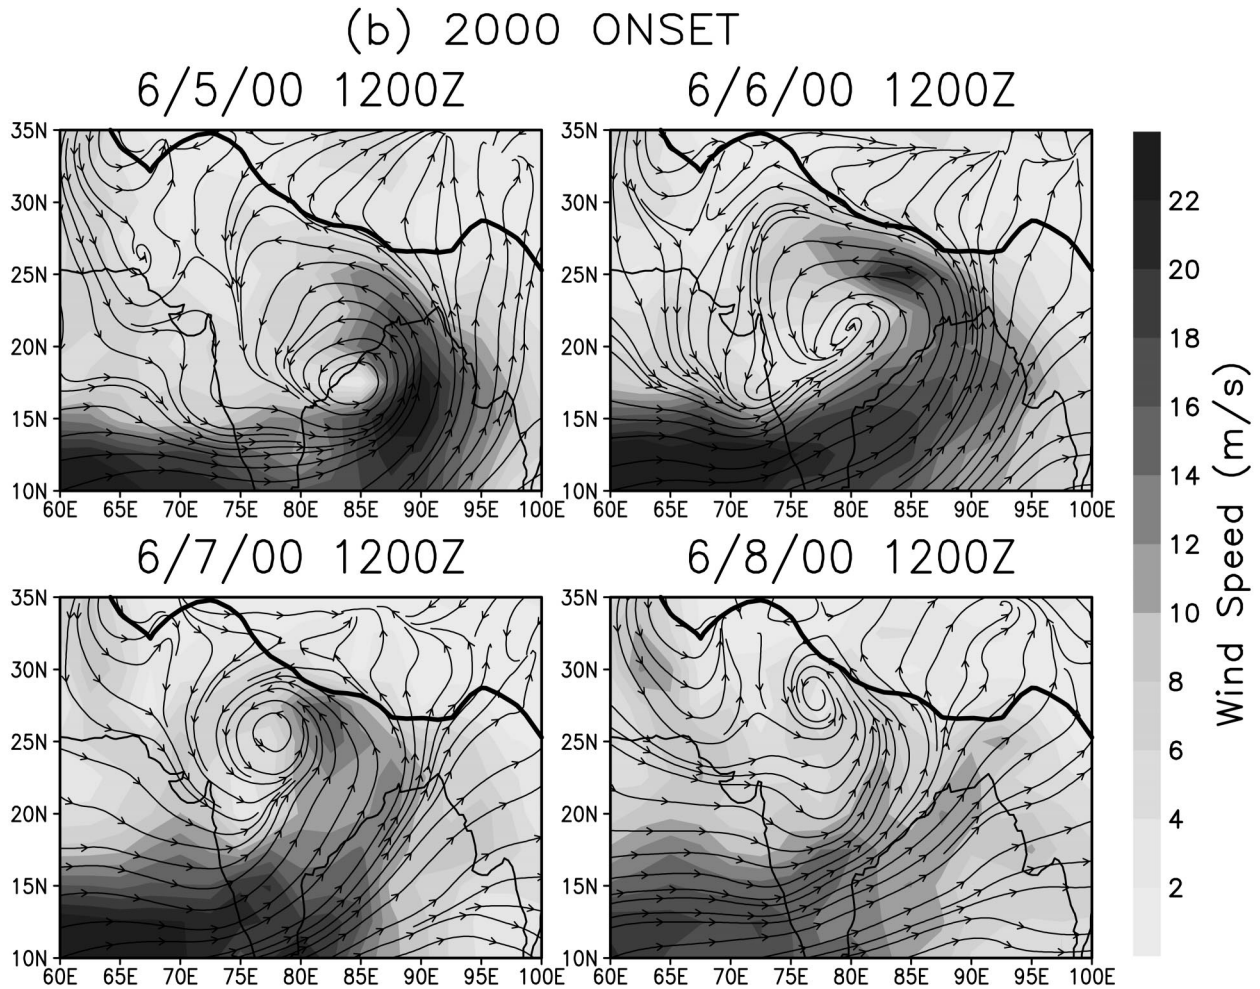 (b) 2000 ONSET
6/5/00 1200Z
6/6/00 1200Z
35N
30N
25N
20N
15N
10N
60E 65E 70E 75E 80E 85E 90E 95E 100E
35N
30N
25N
20N
15N
10N
60E 65E 70E 75E 80E 85E 90E 95E 100E
6/7/00 1200Z
6/8/00 1200Z
35N
30N
25N
20N
15N
10N
60E 65E 70E 75E 80E 85E 90E 95E 100E
35N
30N
25N
20N
15N
10N
60E 65E 70E 75E 80E 85E 90E 95E 100E
22
20
18
16
14
12
10
8
6
4
2
Wind Speed (m/s)